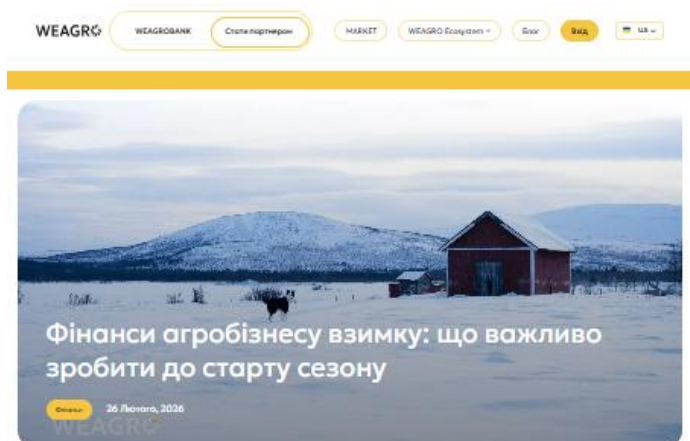 WEAGRO
WEAGROBANK
Стати партнером
MARKET
WEAGRO Ecosystem
Блог
Вхід
UA
Фінанси агробізнесу взимку: що важливо
зробити до старту сезону
Фінанси
26 Лютого, 2026
WEAGRO